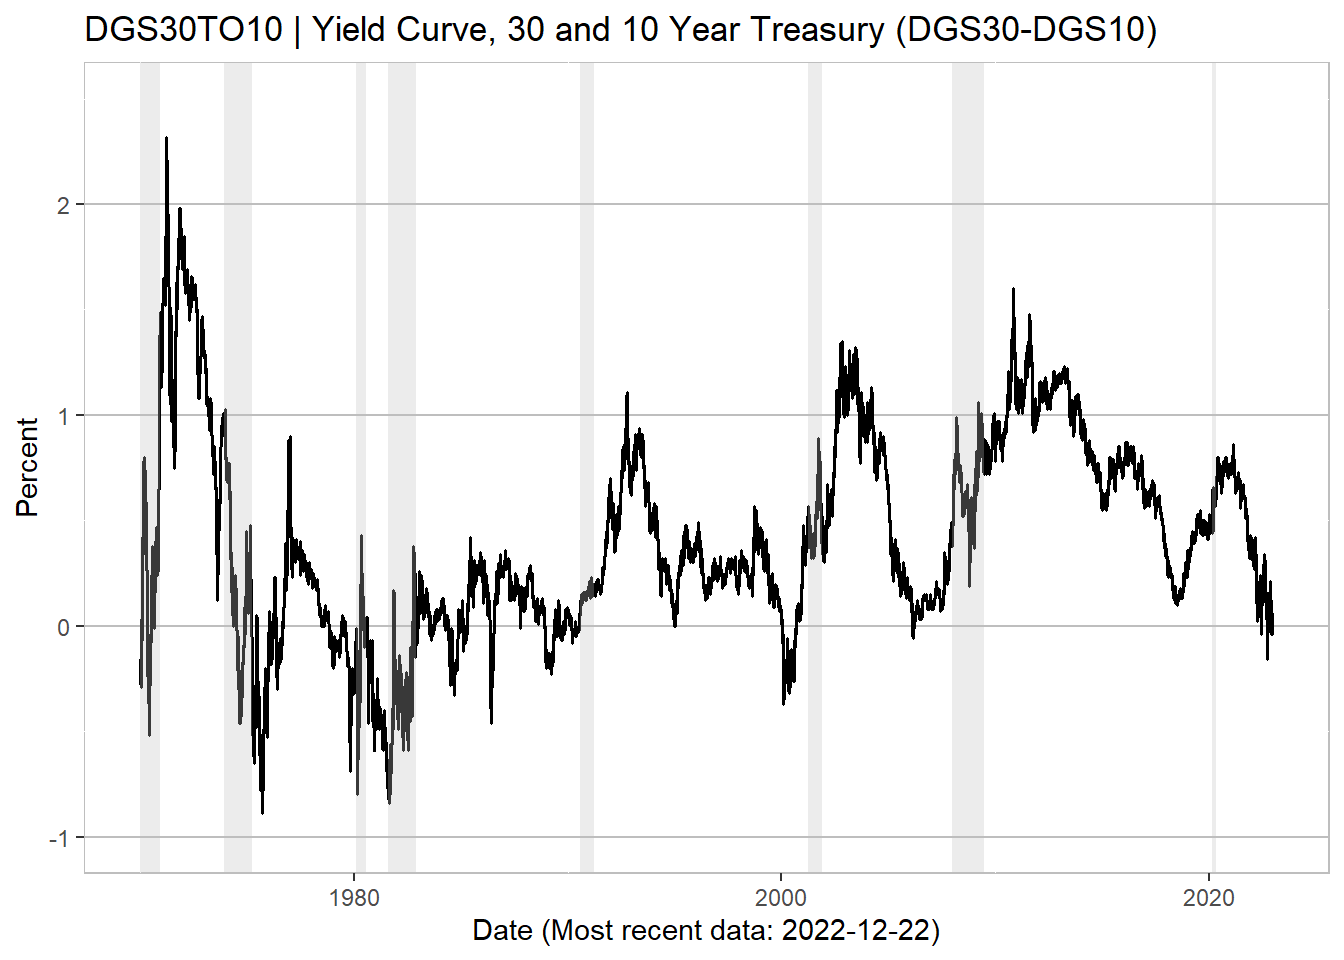 DGS30TO10 | Yield Curve, 30 and 10 Year Treasury (DGS30-DGS10)
Percent
2
1
0
-1
1980
2000
2020
Date (Most recent data: 2022-12-22)